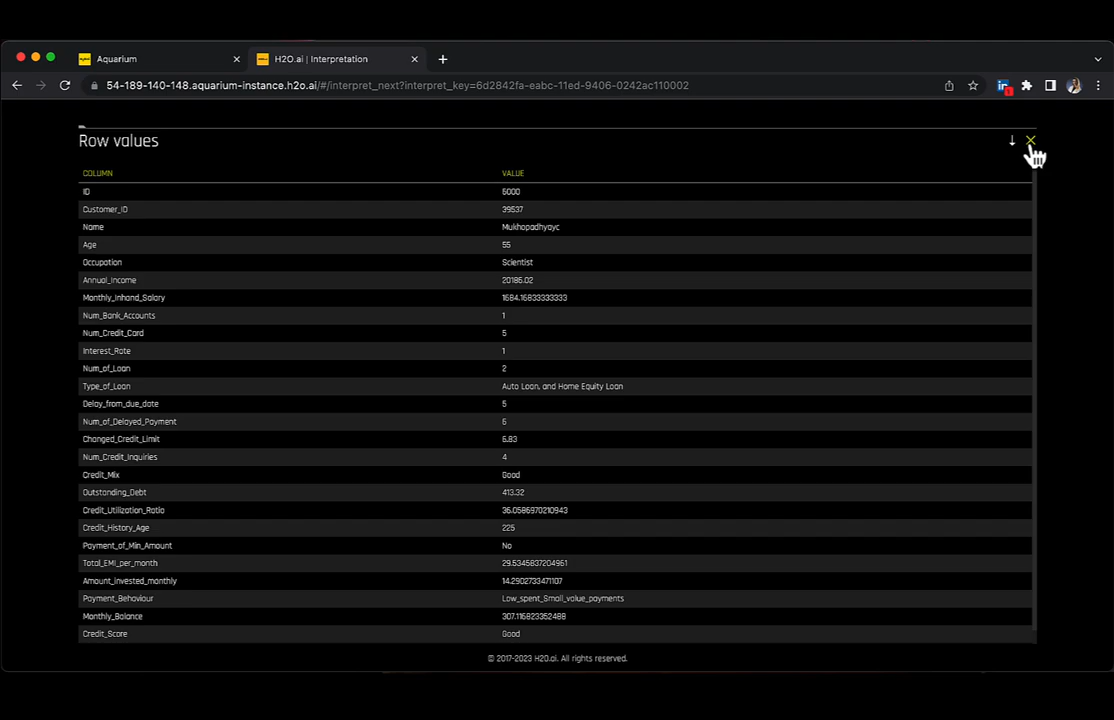 Aquarium
H2O.ai | Interpretation
54-189-140-148.aquarium-instance.h2o.ai/#/interpret_next?interpret_key=6d2842fa-eabc-11ed-9406-0242ac110002
Row values
COLUMN VALUE
ID 5000
Customer_ID 39537
Name Mukhopadhyayc
Age 55
Occupation Scientist
Annual_Income 20186.02
Monthly_Inhand_Salary 1684.16833333333
Num_Bank_Accounts 1
Num_Credit_Card 5
Interest_Rate 1
Num_of_Loan 2
Type_of_Loan Auto Loan, and Home Equity Loan
Delay_from_due_date 5
Num_of_Delayed_Payment 6
Changed_Credit_Limit 6.83
Num_Credit_Inquiries 4
Credit_Mix Good
Outstanding_Debt 413.32
Credit_Utilization_Ratio 36.0586970210943
Credit_History_Age 225
Payment_of_Min_Amount No
Total_EMI_per_month 29.5345837204961
Amount_invested_monthly 14.2902733471107
Payment_Behaviour Low_spent_Small_value_payments
Monthly_Balance 307.116823352488
Credit_Score Good
© 2017-2023 H2O.ai. All rights reserved.